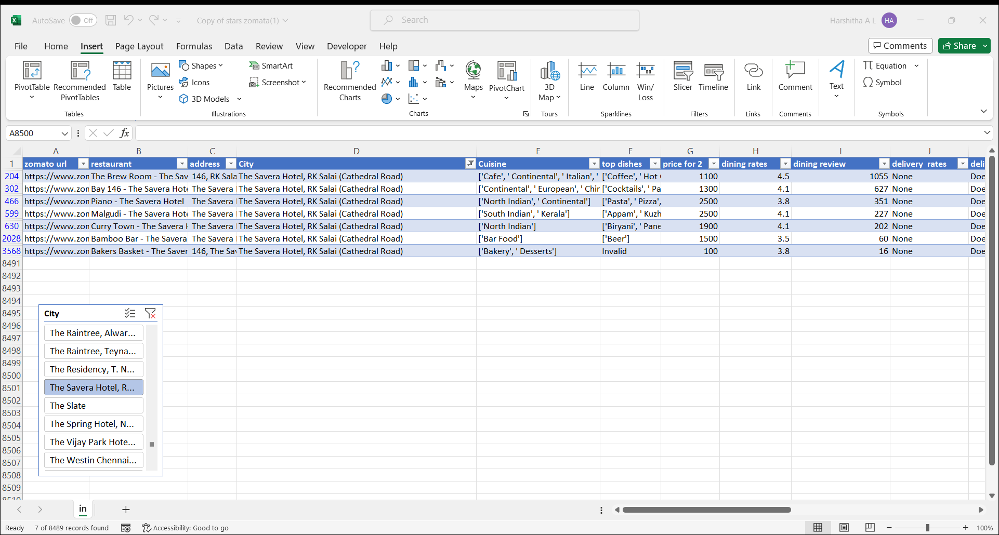 AutoSave Off Copy of stars zomata(1) Search Harshitha A L HA
File Home Insert Page Layout Formulas Data Review View Developer Help Comments Share
PivotTable Recommended PivotTables Table
Tables
Pictures Shapes Icons 3D Models SmartArt Screenshot
Illustrations
Recommended Charts Maps PivotChart
Charts
3D Map
Tours
Line Column Win/ Loss
Sparklines
Slicer Timeline
Filters
Link
Links
Comment
Comments
Text
Equation
Symbol
Symbols
A8500 fx
A B C D E F G H I J
1 zomato url restaurant address City Cuisine top dishes price for 2 dining rates dining review delivery rates deli
204 https://www.zon The Brew Room - The Sav 146, RK Sala The Savera Hotel, RK Salai (Cathedral Road) ['Cafe', ' Continental', ' Italian', ' ['Coffee', ' Hot 1100 4.5 1055 None Doe
302 https://www.zon Bay 146 - The Savera Hote The Savera The Savera Hotel, RK Salai (Cathedral Road) ['Continental', ' European', ' Chin ['Cocktails', ' Pa 1300 4.1 627 None Doe
466 https://www.zon Piano - The Savera Hotel The Savera The Savera Hotel, RK Salai (Cathedral Road) ['North Indian', ' Continental'] ['Pasta', ' Pizza', 2500 3.8 351 None Doe
599 https://www.zon Malgudi - The Savera Hote The Savera The Savera Hotel, RK Salai (Cathedral Road) ['South Indian', ' Kerala'] ['Appam', ' Kuzh 2500 4.1 227 None Doe
630 https://www.zon Curry Town - The Savera The Savera The Savera Hotel, RK Salai (Cathedral Road) ['North Indian'] ['Biryani', ' Pane 1900 4.1 202 None Doe
2028 https://www.zon Bamboo Bar - The Savera The Savera The Savera Hotel, RK Salai (Cathedral Road) ['Bar Food'] ['Beer'] 1500 3.5 60 None Doe
3568 https://www.zon Bakers Basket - The Saver 146, The Sav The Savera Hotel, RK Salai (Cathedral Road) ['Bakery', ' Desserts'] Invalid 100 3.8 16 None Doe
8491
8492
8493
8494
8495
8496
8497
8498
8499
8500
8501
8502
8503
8504
8505
8506
8507
8508
8509
8510
City
The Raintree, Alwar...
The Raintree, Teyna...
The Residency, T. N...
The Savera Hotel, R...
The Slate
The Spring Hotel, N...
The Vijay Park Hote...
The Westin Chennai...
in
Ready 7 of 8489 records found Accessibility: Good to go 100%